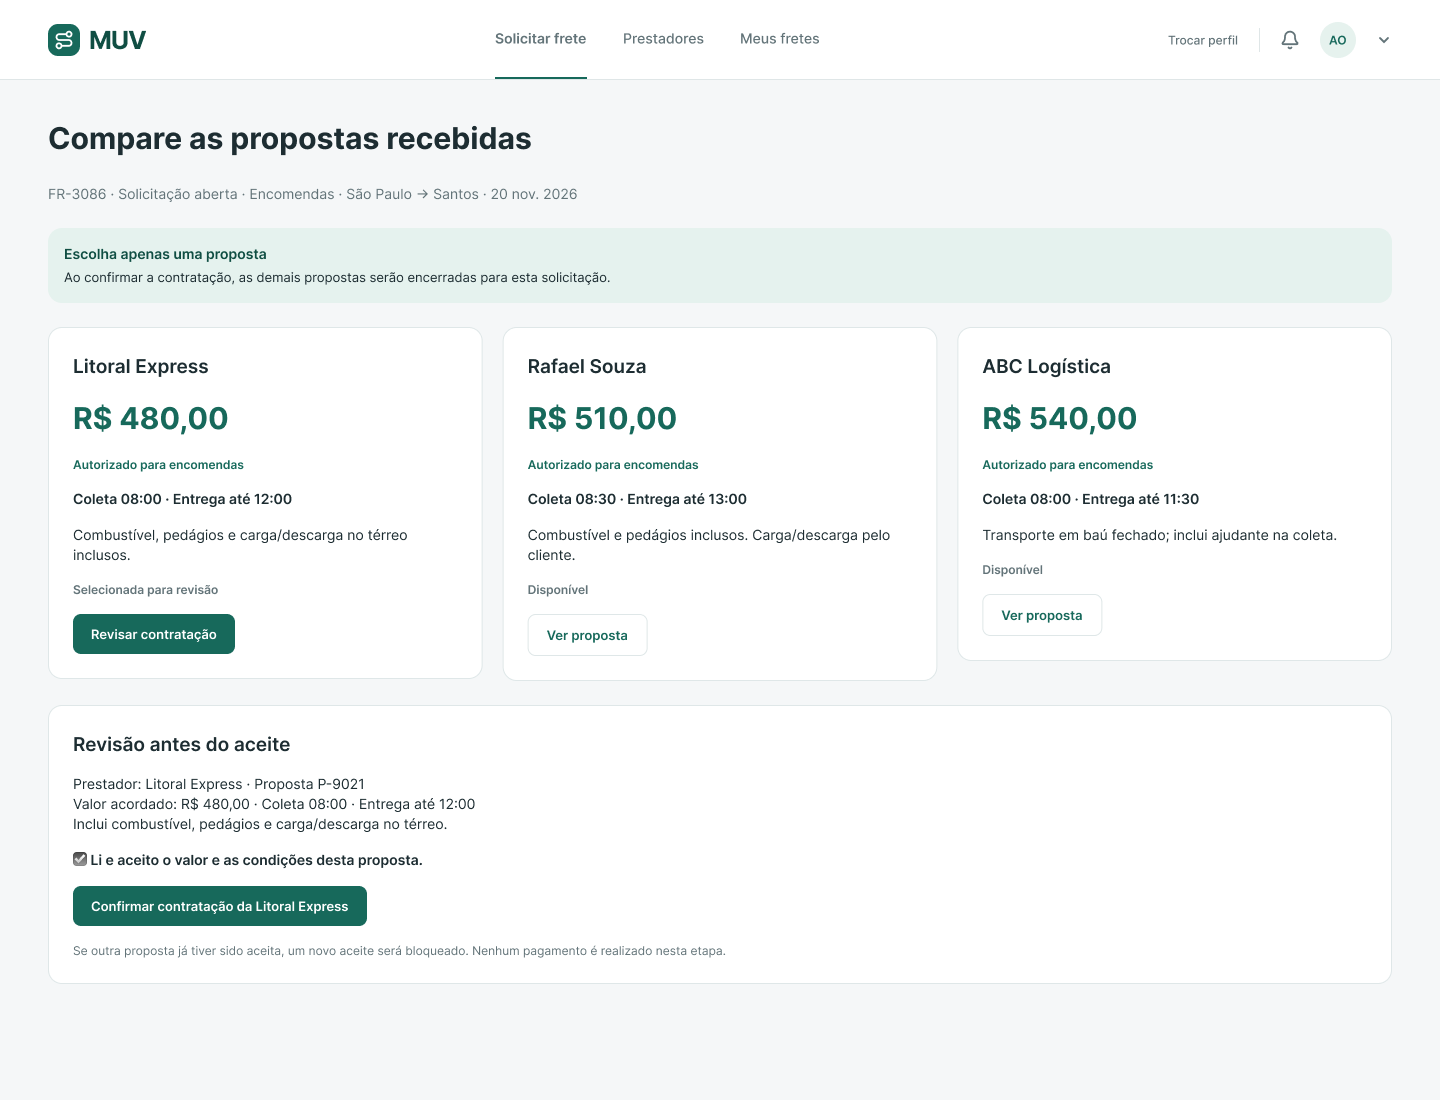 MUV
Solicitar frete
Prestadores
Meus fretes
Trocar perfil
AO
Compare as propostas recebidas
FR-3086 · Solicitação aberta · Encomendas · São Paulo → Santos · 20 nov. 2026
Escolha apenas uma proposta
Ao confirmar a contratação, as demais propostas serão encerradas para esta solicitação.
Litoral Express
R$ 480,00
Autorizado para encomendas
Coleta 08:00 · Entrega até 12:00
Combustível, pedágios e carga/descarga no térreo
inclusos.
Selecionada para revisão
Revisar contratação
Rafael Souza
R$ 510,00
Autorizado para encomendas
Coleta 08:30 · Entrega até 13:00
Combustível e pedágios inclusos. Carga/descarga pelo
cliente.
Disponível
Ver proposta
ABC Logística
R$ 540,00
Autorizado para encomendas
Coleta 08:00 · Entrega até 11:30
Transporte em baú fechado; inclui ajudante na coleta.
Disponível
Ver proposta
Revisão antes do aceite
Prestador: Litoral Express · Proposta P-9021
Valor acordado: R$ 480,00 · Coleta 08:00 · Entrega até 12:00
Inclui combustível, pedágios e carga/descarga no térreo.
Li e aceito o valor e as condições desta proposta.
Confirmar contratação da Litoral Express
Se outra proposta já tiver sido aceita, um novo aceite será bloqueado. Nenhum pagamento é realizado nesta etapa.